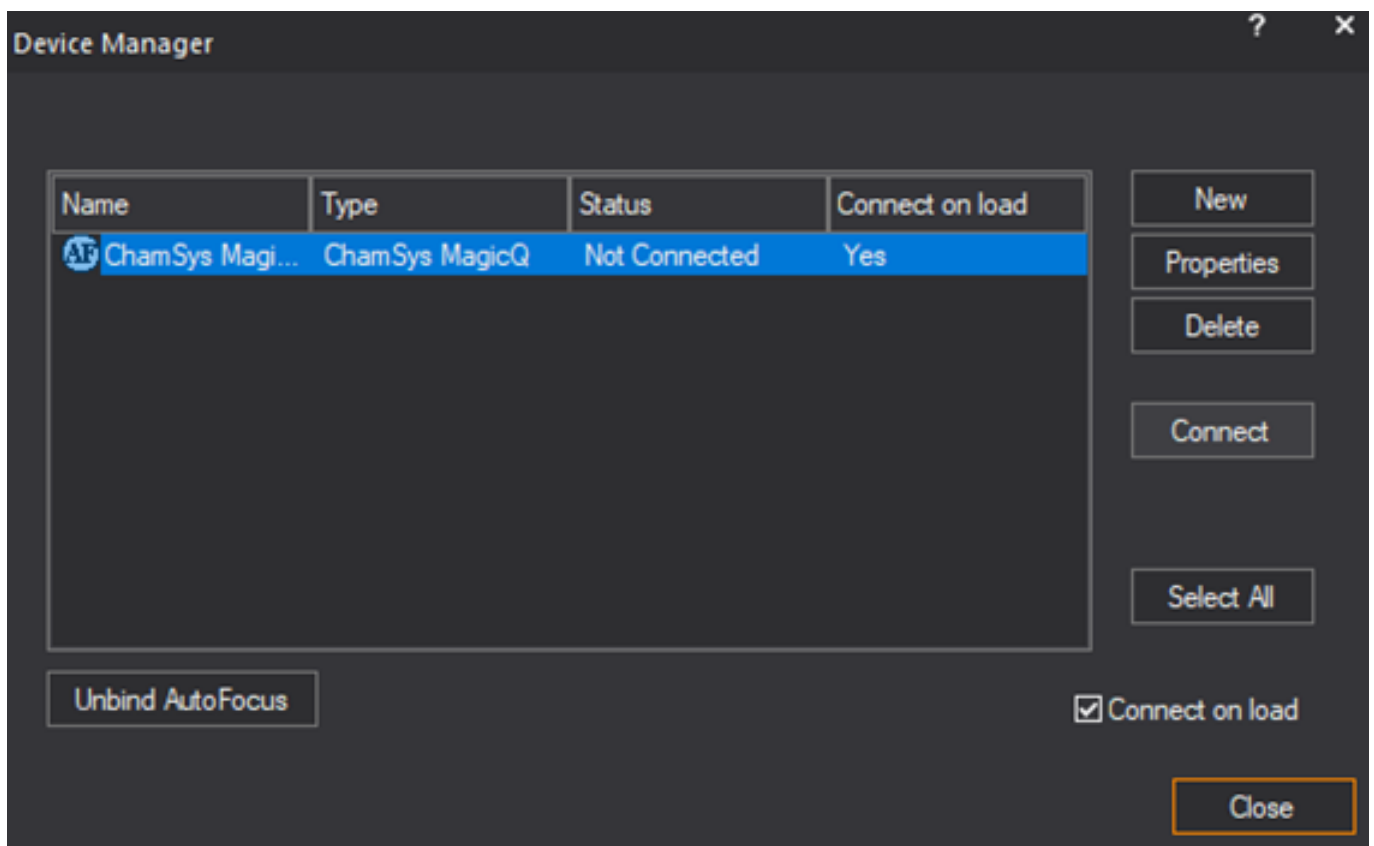 ? ×
Device Manager
Name Type Status Connect on load
AF ChamSys Magi... ChamSys MagicQ Not Connected Yes
New
Properties
Delete
Connect
Select All
Unbind AutoFocus
Connect on load
Close